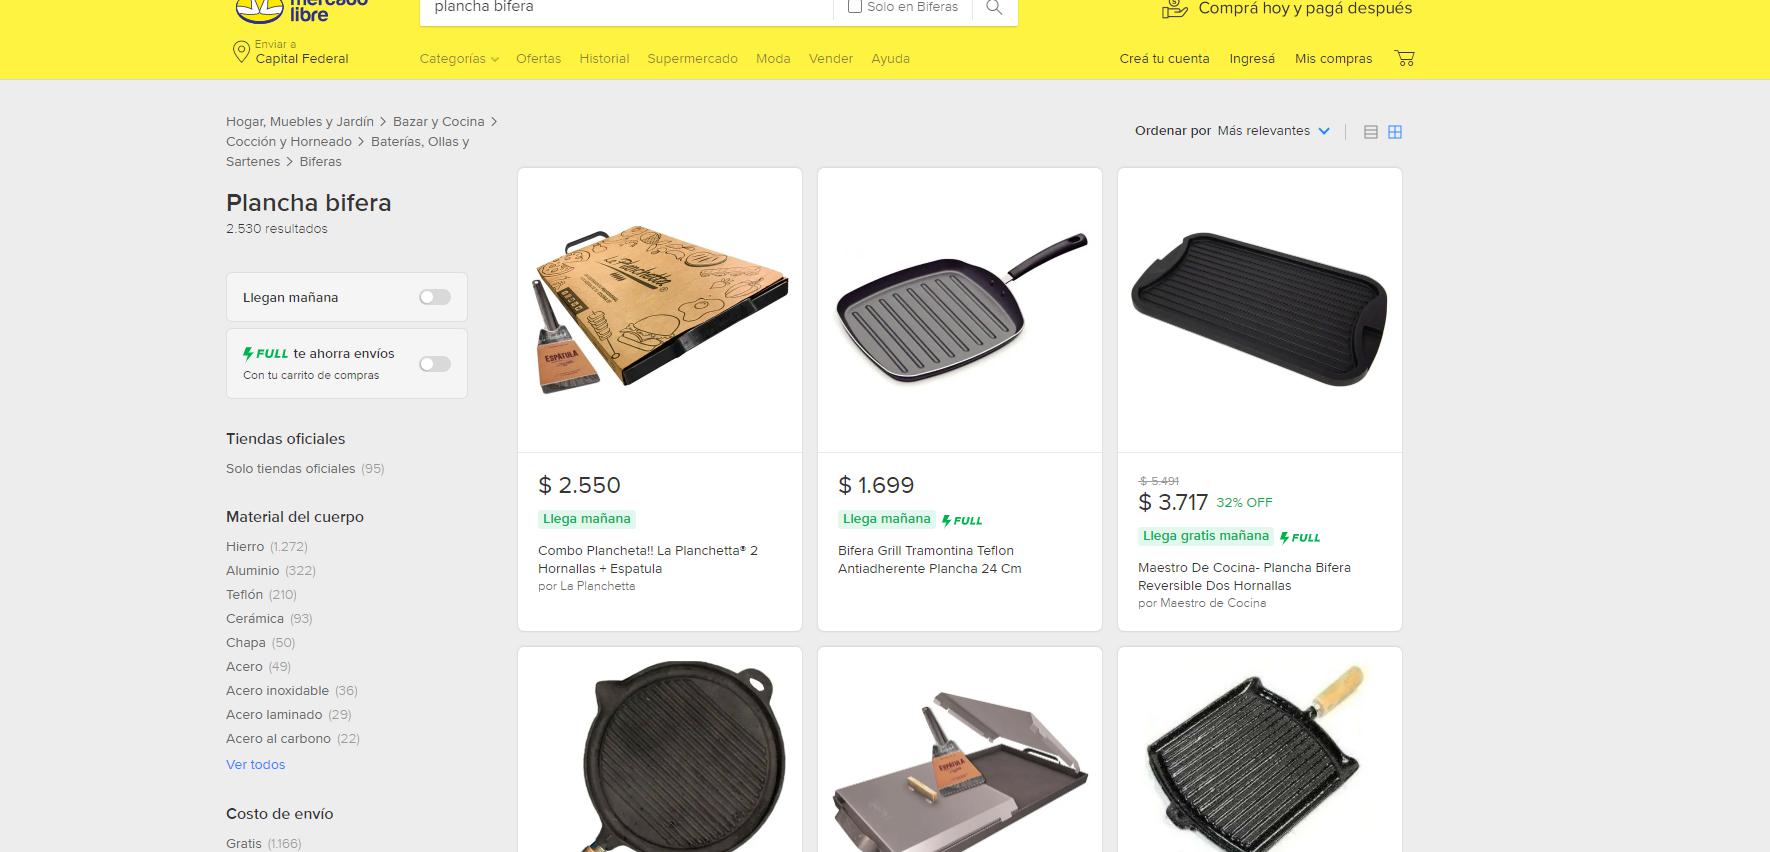 mercado
libre
plancha bifera
Solo en Biferas
Comprá hoy y pagá después
Enviar a
Capital Federal
Categorías
Ofertas
Historial
Supermercado
Moda
Vender
Ayuda
Creá tu cuenta
Ingresá
Mis compras
Hogar, Muebles y Jardín > Bazar y Cocina >
Cocción y Horneado > Baterías, Ollas y
Sartenes > Biferas
Ordenar por Más relevantes
Plancha bifera
2.530 resultados
Llegan mañana
FULL te ahorra envíos
Con tu carrito de compras
Tiendas oficiales
Solo tiendas oficiales (95)
Material del cuerpo
Hierro (1.272)
Aluminio (322)
Teflón (210)
Cerámica (93)
Chapa (50)
Acero (49)
Acero inoxidable (36)
Acero laminado (29)
Acero al carbono (22)
Ver todos
Costo de envío
Gratis (1.166)
La Planchetta®
ESPATULA
$ 2.550
Llega mañana
Combo Plancheta!! La Planchetta® 2
Hornallas + Espatula
por La Planchetta
$ 1.699
Llega mañana FULL
Bifera Grill Tramontina Teflon
Antiadherente Plancha 24 Cm
$ 5.491
$ 3.717 32% OFF
Llega gratis mañana FULL
Maestro De Cocina- Plancha Bifera
Reversible Dos Hornallas
por Maestro de Cocina
ESPATULA